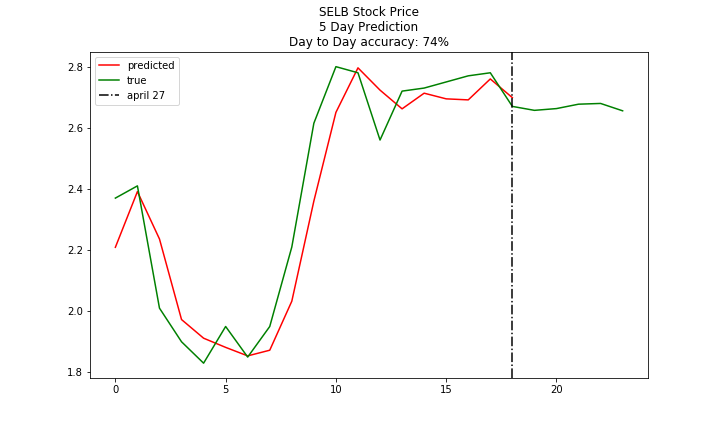 SELB Stock Price
5 Day Prediction
Day to Day accuracy: 74%
predicted
true
april 27
2.8
2.6
2.4
2.2
2.0
1.8
0 5 10 15 20